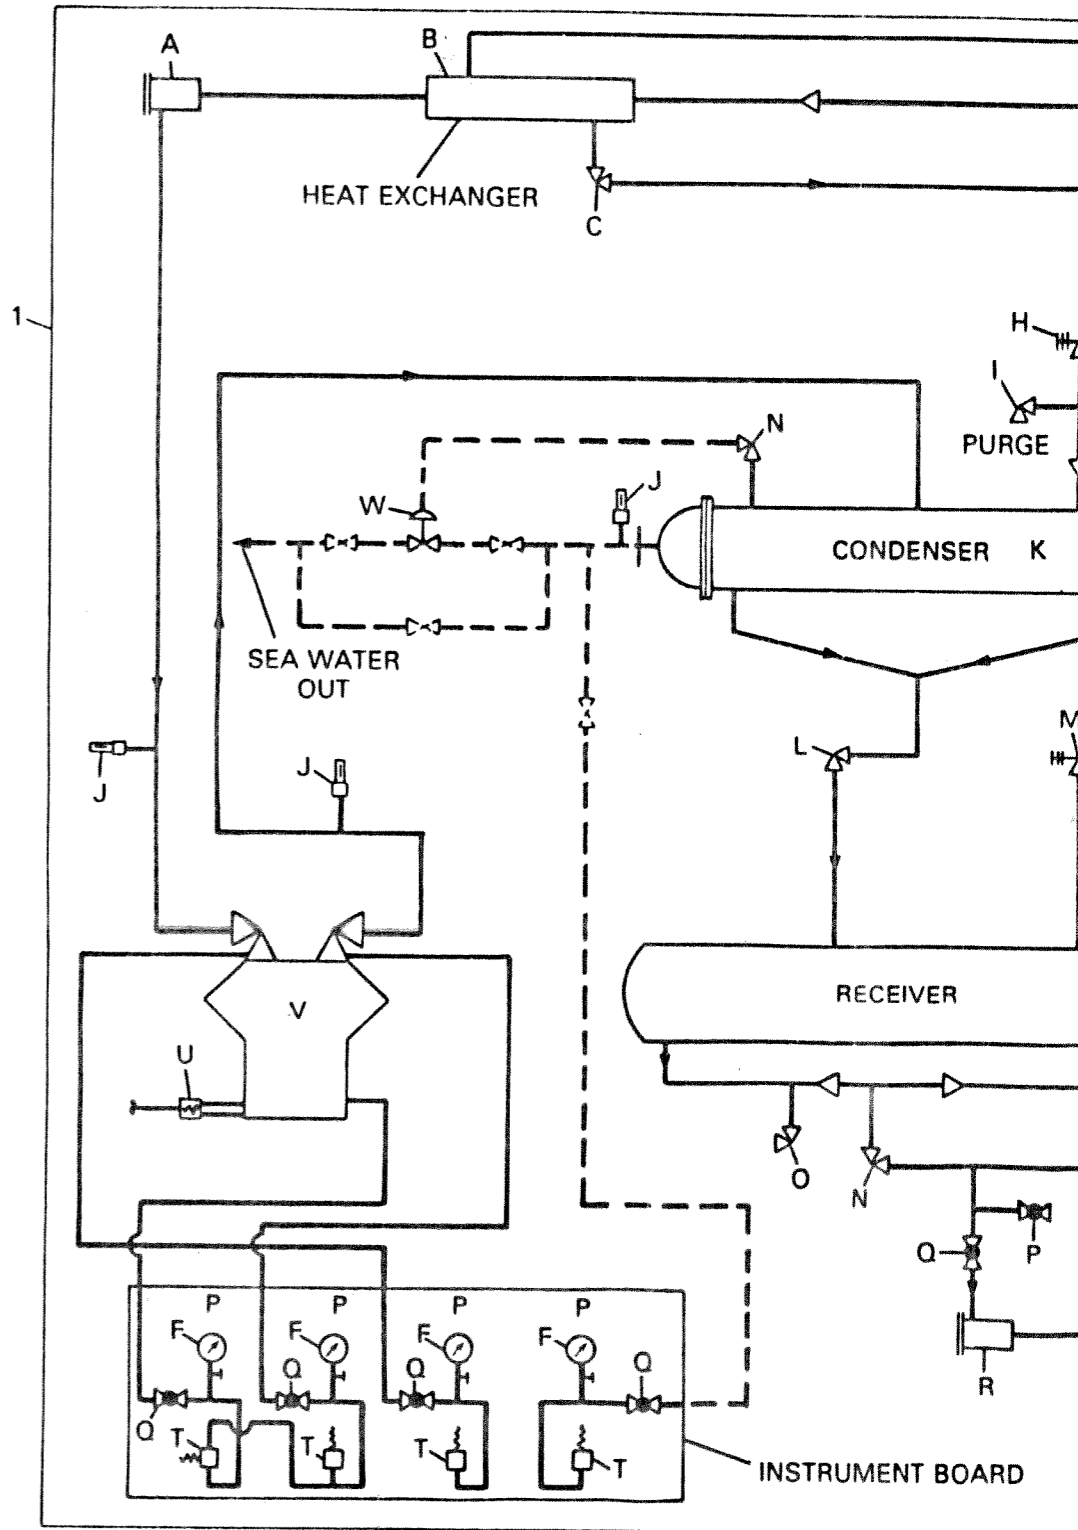 A
B
HEAT EXCHANGER
C
1
H
I
PURGE
N
J
W
CONDENSER K
SEA WATER
OUT
L
M
J
J
RECEIVER
V
U
O
N
Q
P
R
P P P P
F F F F
Q Q Q
Q
T T T T
INSTRUMENT BOARD